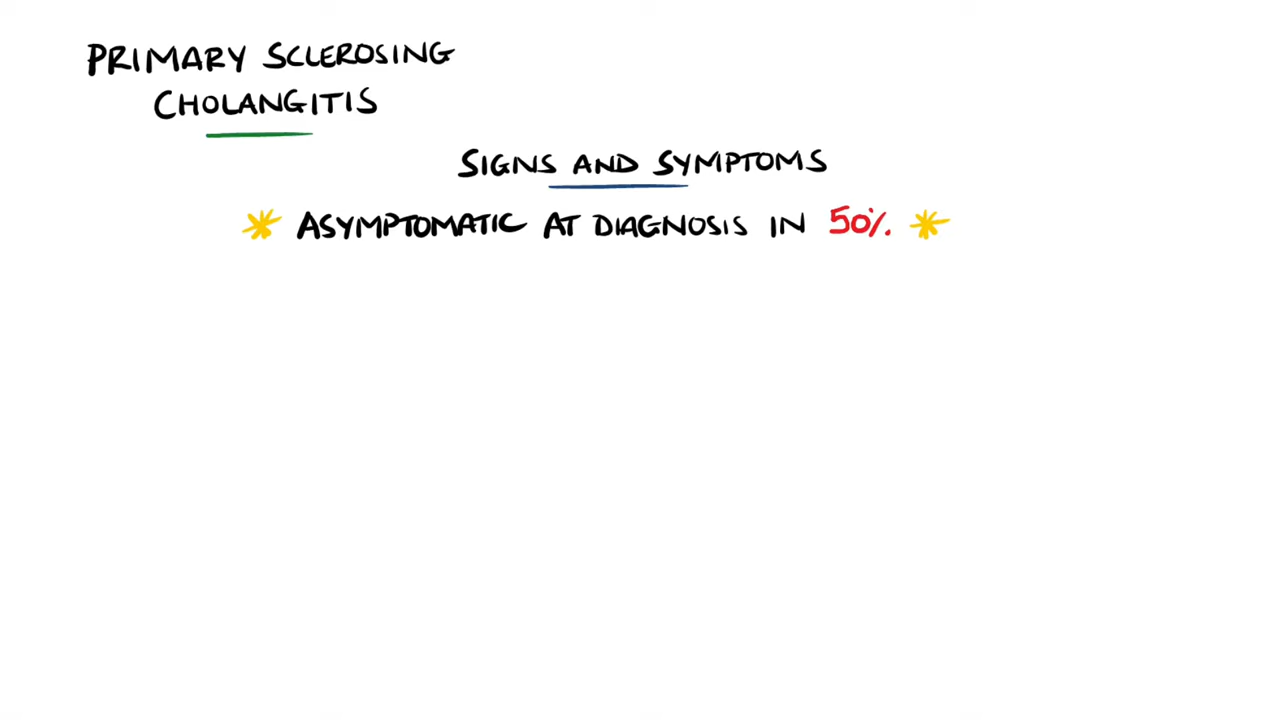 PRIMARY SCLEROSING
CHOLANGITIS
SIGNS AND SYMPTOMS
* ASYMPTOMATIC AT DIAGNOSIS IN 50% *